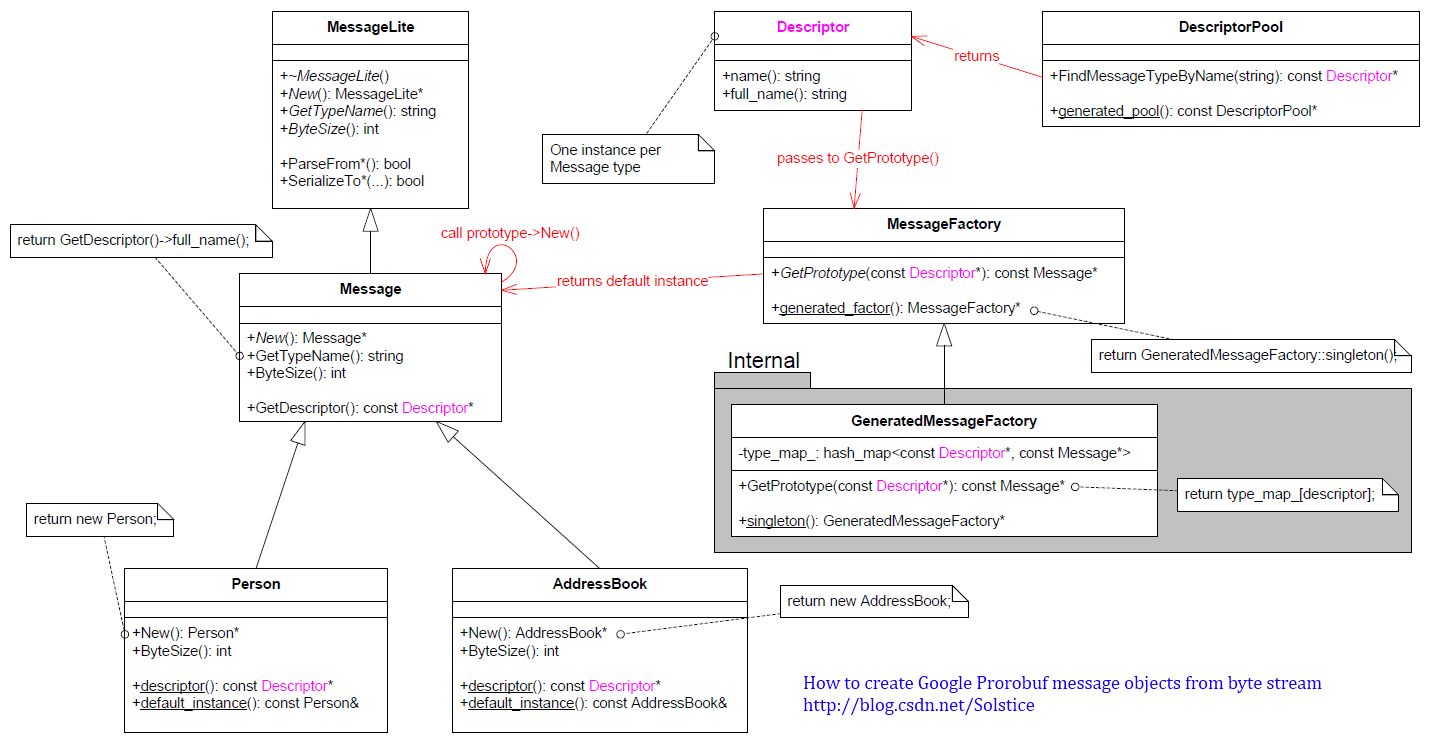 MessageLite
+~MessageLite()
+New(): MessageLite*
+GetTypeName(): string
+ByteSize(): int
+ParseFrom*(): bool
+SerializeTo*(...): bool
Descriptor
+name(): string
+full_name(): string
returns
DescriptorPool
+FindMessageTypeByName(string): const Descriptor*
+generated_pool(): const DescriptorPool*
One instance per
Message type
passes to GetPrototype()
return GetDescriptor()->full_name();
call prototype->New()
returns default instance
MessageFactory
+GetPrototype(const Descriptor*): const Message*
+generated_factor(): MessageFactory*
return GeneratedMessageFactory::singleton();
Message
+New(): Message*
+GetTypeName(): string
+ByteSize(): int
+GetDescriptor(): const Descriptor*
Internal
GeneratedMessageFactory
-type_map_: hash_map<const Descriptor*, const Message*>
+GetPrototype(const Descriptor*): const Message*
+singleton(): GeneratedMessageFactory*
return type_map_[descriptor];
return new Person;
Person
+New(): Person*
+ByteSize(): int
+descriptor(): const Descriptor*
+default_instance(): const Person&
AddressBook
+New(): AddressBook*
+ByteSize(): int
+descriptor(): const Descriptor*
+default_instance(): const AddressBook&
return new AddressBook;
How to create Google Prorobuf message objects from byte stream
http://blog.csdn.net/Solstice